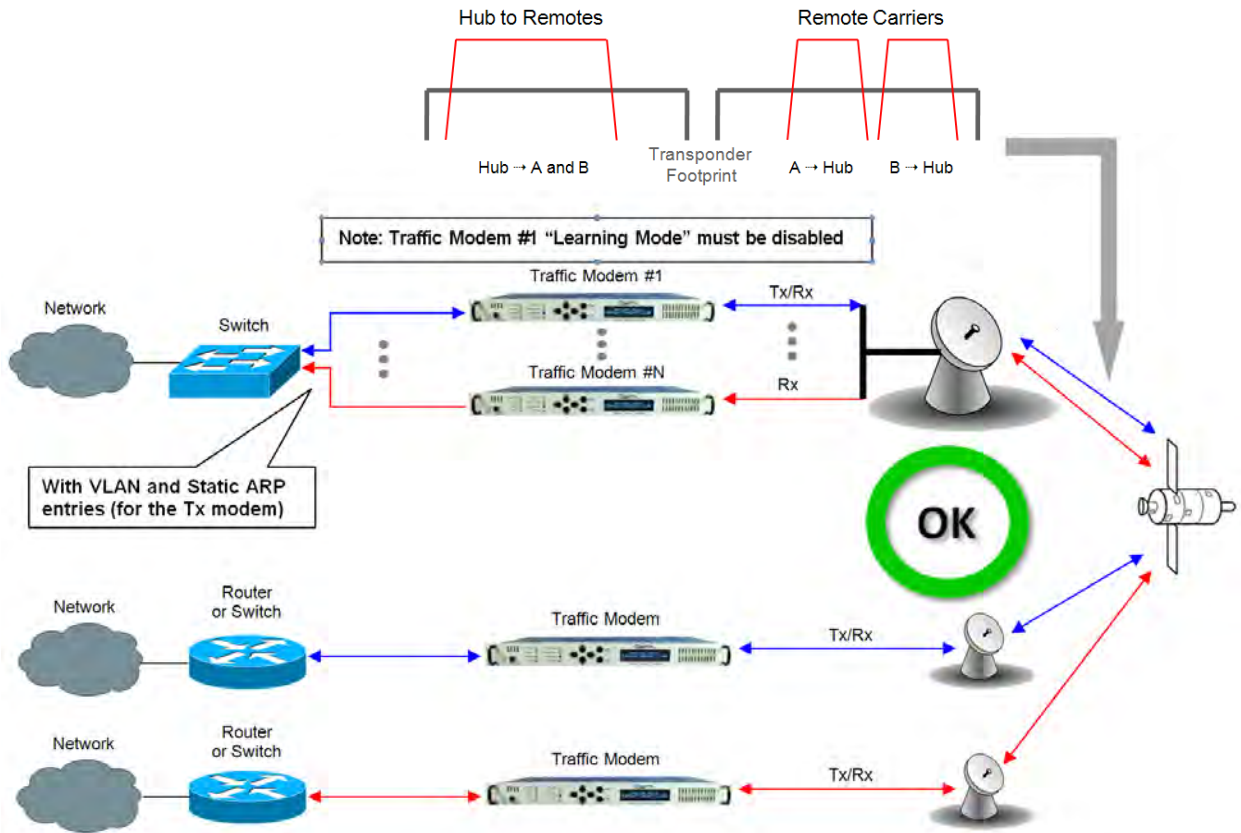 Hub to Remotes
Remote Carriers
Hub → A and B
Transponder
Footprint
A → Hub
B → Hub
Note: Traffic Modem #1 “Learning Mode” must be disabled
Traffic Modem #1
Tx/Rx
Network
Switch
Traffic Modem #N
Rx
With VLAN and Static ARP
entries (for the Tx modem)
OK
Network
Router
or Switch
Traffic Modem
Tx/Rx
Network
Router
or Switch
Traffic Modem
Tx/Rx